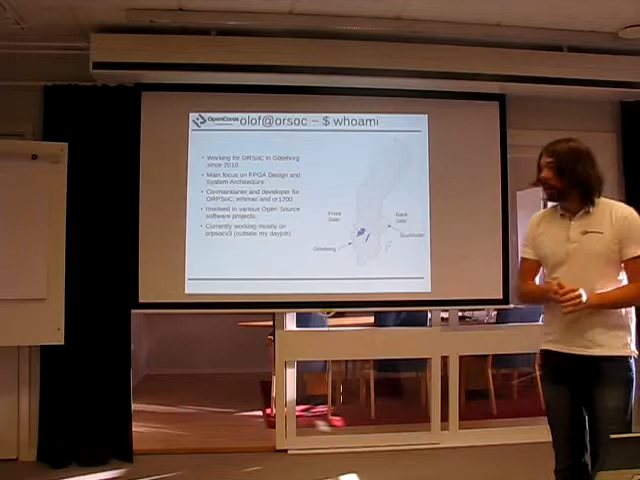 OpenCores
olof@orsoc ~ $ whoami
Working for ORSoC in Göteborg
since 2010
Main focus on FPGA Design and
System Architecture
Co-maintainer and developer for
ORPSoC, and or1200
Involved in various Open Source
software projects.
Currently working mostly on
orpsocv3 (outside my dayjob)
Front
Side
Back
Side
Göteborg
Stockholm